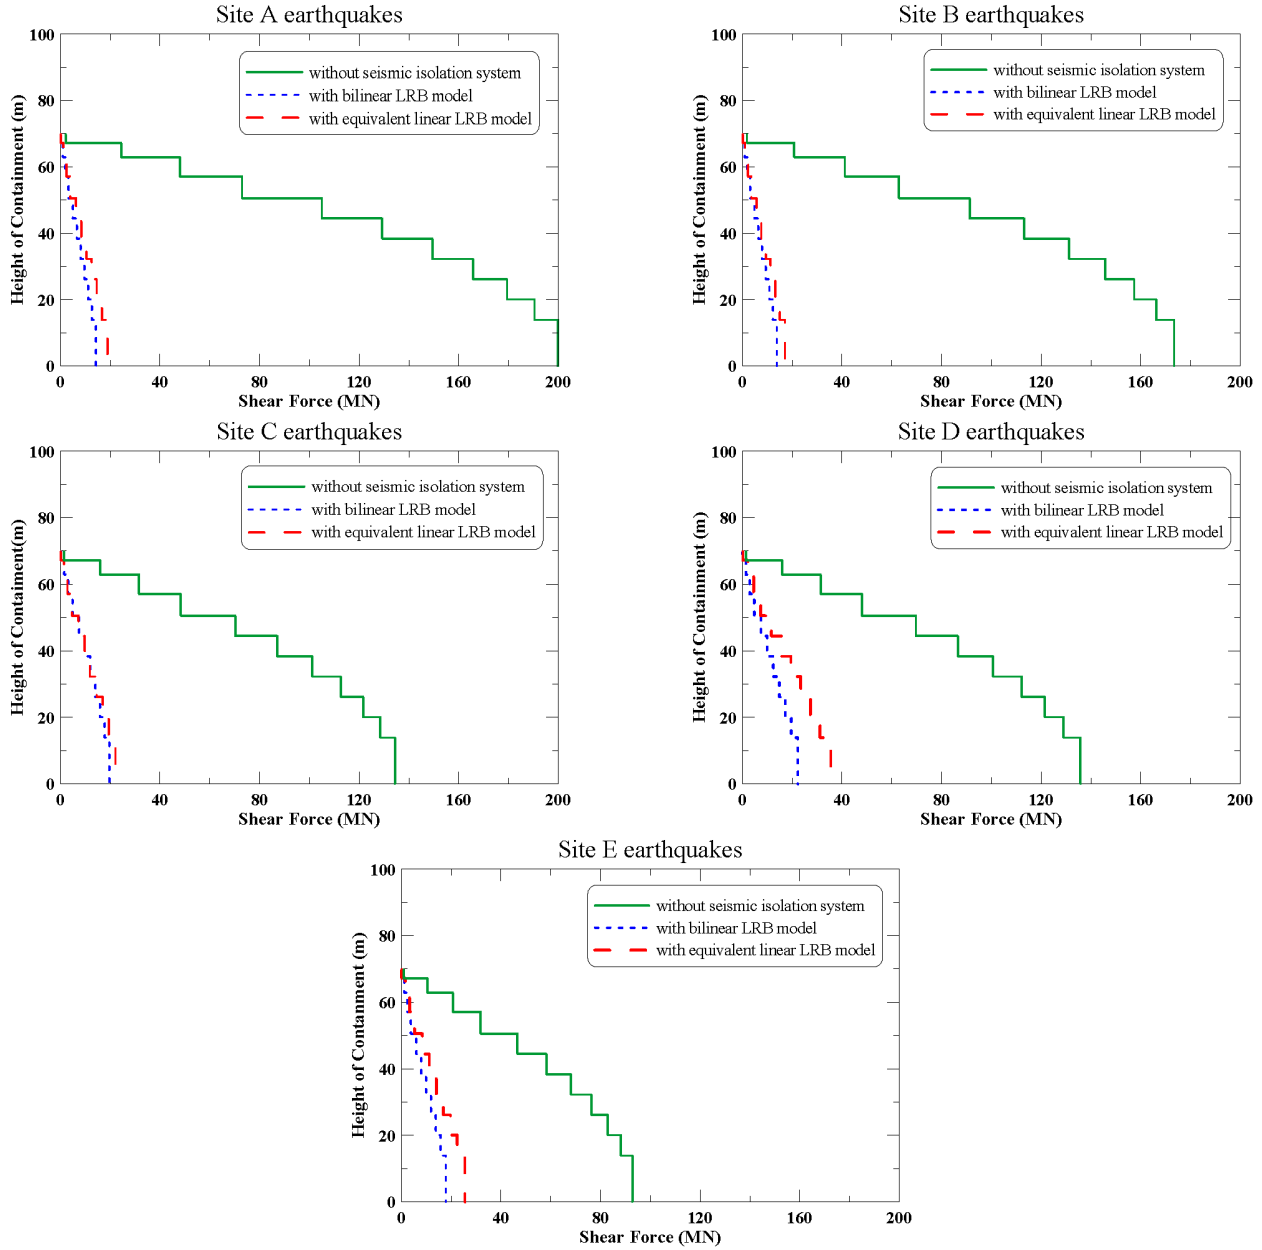 Site A earthquakes
100
80
60
40
20
0
Height of Containment (m)
without seismic isolation system
with bilinear LRB model
with equivalent linear LRB model
0 40 80 120 160 200
Shear Force (MN)
Site B earthquakes
100
80
60
40
20
0
Height of Containment (m)
without seismic isolation system
with bilinear LRB model
with equivalent linear LRB model
0 40 80 120 160 200
Shear Force (MN)
Site C earthquakes
100
80
60
40
20
0
Height of Contaiment(m)
without seismic isolation system
with bilinear LRB model
with equivalent linear LRB model
0 40 80 120 160 200
Shear Force (MN)
Site D earthquakes
100
80
60
40
20
0
Height of Containment (m)
without seismic isolation system
with bilinear LRB model
with equivalent linear LRB model
0 40 80 120 160 200
Shear Force (MN)
Site E earthquakes
100
80
60
40
20
0
Height of Contanment (m)
without seismic isolation system
with bilinear LRB model
with equivalent linear LRB model
0 40 80 120 160 200
Shear Force (MN)